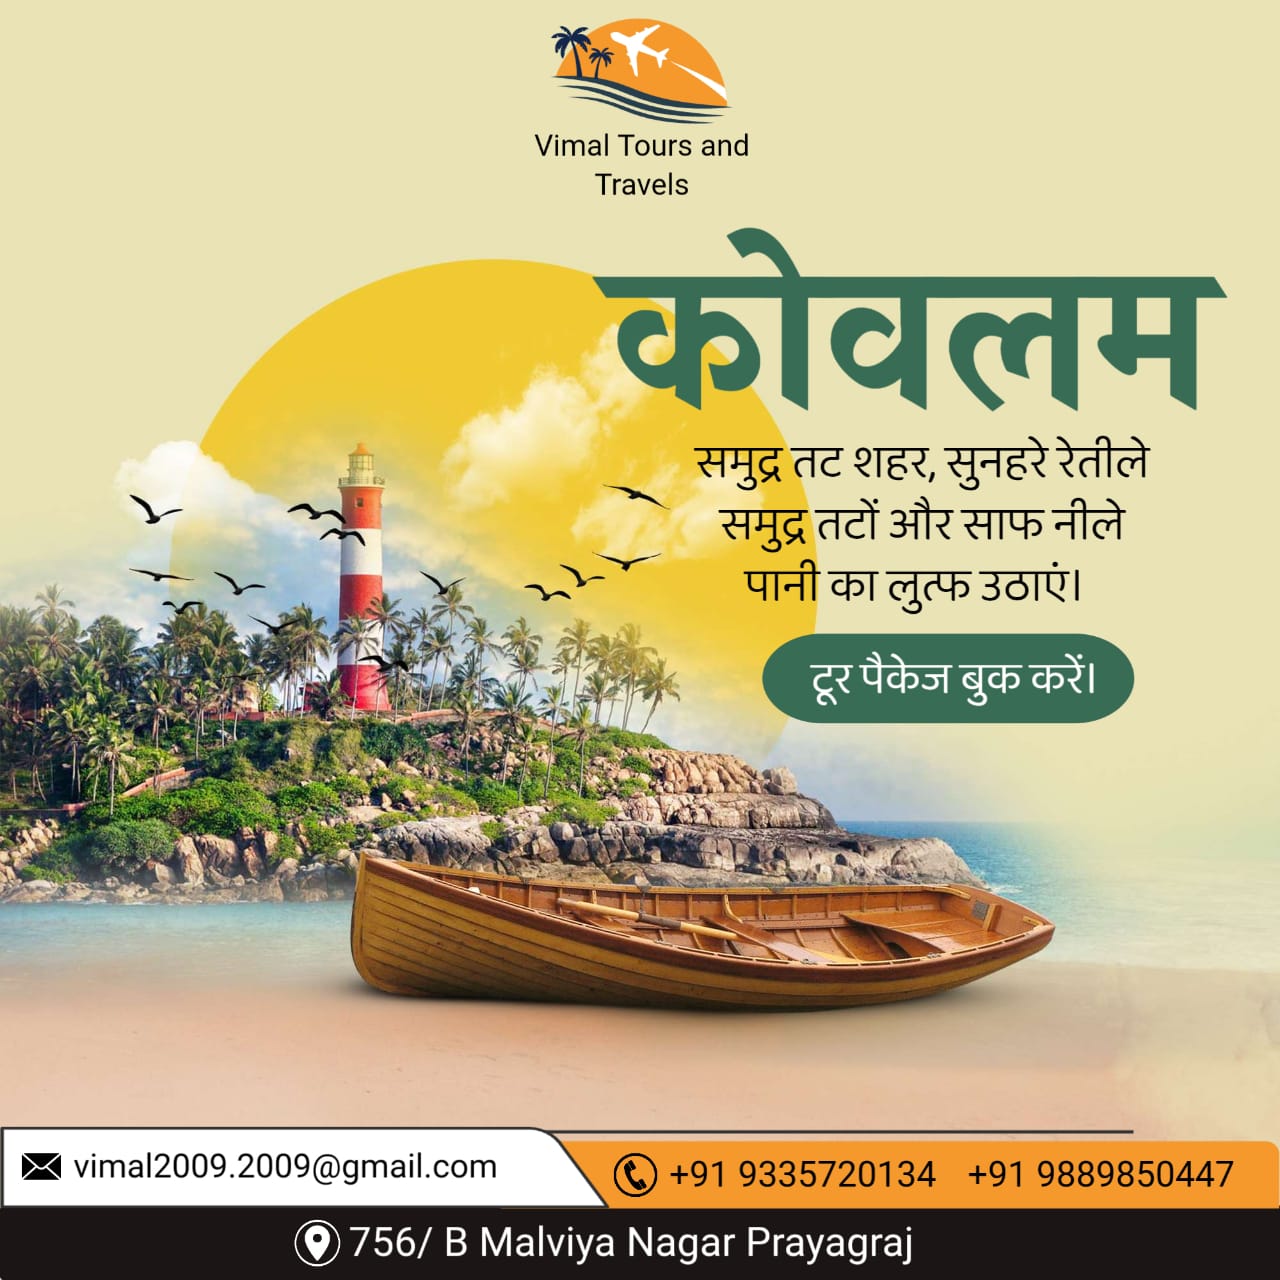 Vimal Tours and
Travels
कोवलम
समुद्र तट शहर, सुनहरे रेतीले
समुद्र तटों और साफ नीले
पानी का लुत्फ उठाएं।
टूर पैकेज बुक करें।
vimal2009.2009@gmail.com
+91 9335720134 +91 9889850447
756/ B Malviya Nagar Prayagraj